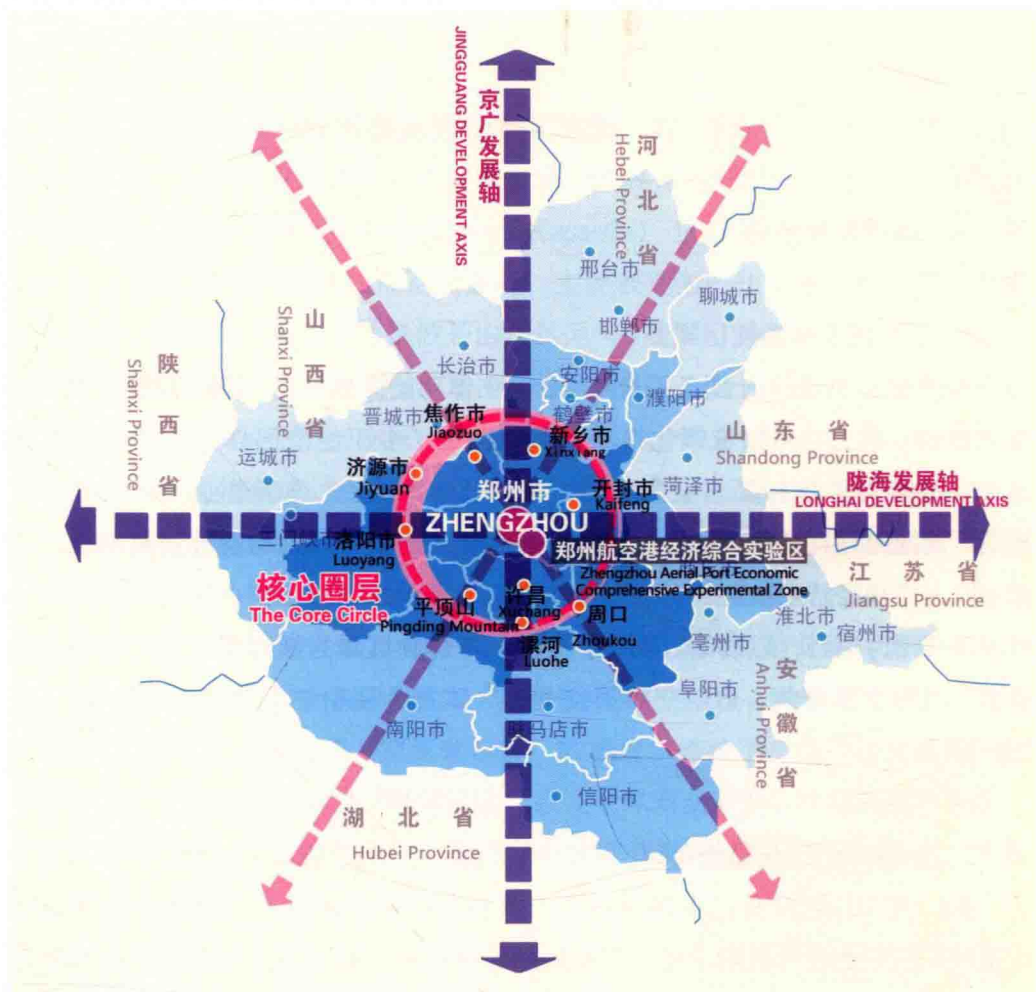 京广发展轴
JINGGUANG DEVELOPMENT AXIS
河北省
Hebei Province
邢台市
聊城市
邯郸市
山西省
Shanxi Province
陕西省
Shanxi Province
长治市
安阳市
濮阳市
鹤壁市
晋城市
焦作市
Jiaozuo
新乡市
Xinxiang
山东省
Shandong Province
运城市
济源市
Jiyuan
郑州市
ZHENGZHOU
开封市
Kaifeng
菏泽市
陇海发展轴
LONGHAI DEVELOPMENT AXIS
三门峡市
洛阳市
Luoyang
郑州航空港经济综合实验区
Zhengzhou Aerial Port Economic
Comprehensive Experimental Zone
江苏省
Jiangsu Province
核心圈层
The Core Circle
平顶山
Pingding Mountain
许昌
Xuchang
漯河
Luohe
周口
Zhoukou
淮北市
宿州市
亳州市
阜阳市
安徽省
Anhui Province
南阳市
驻马店市
信阳市
湖北省
Hubei Province